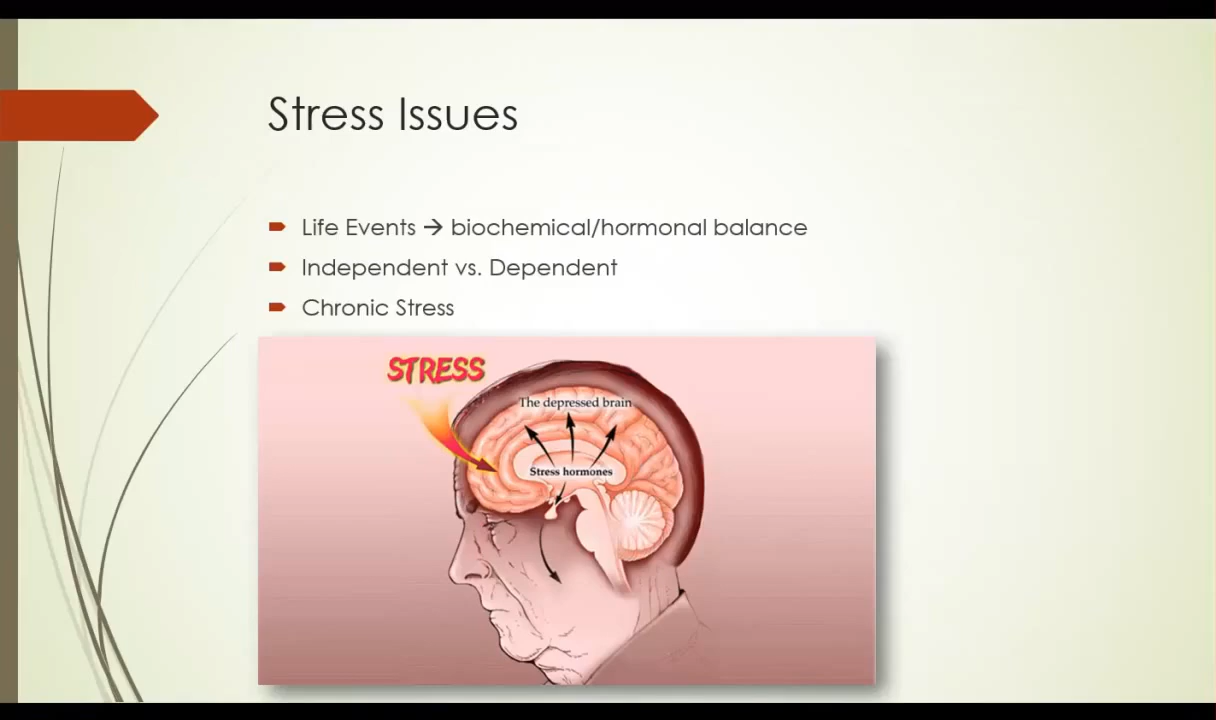 Stress Issues
Life Events → biochemical/hormonal balance
Independent vs. Dependent
Chronic Stress
STRESS
The depressed brain
Stress hormones